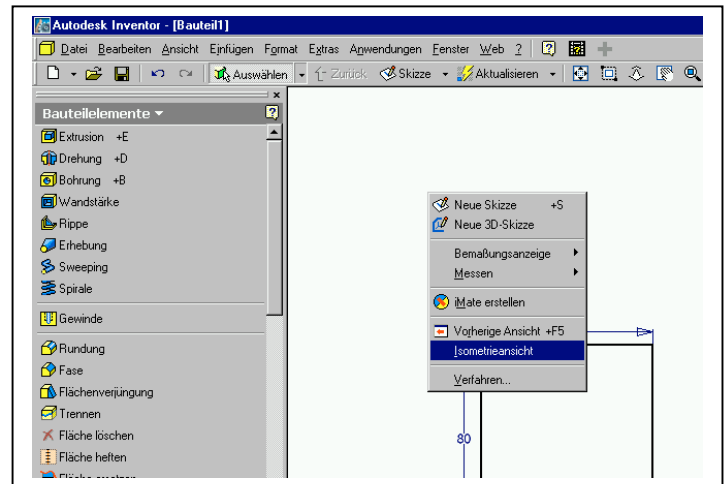 Autodesk Inventor - [Bauteil1]
Datei Bearbeiten Ansicht Einfügen Format Extras Anwendungen Fenster Web ?
Auswählen Zurück Skizze Aktualisieren
Bauteilelemente
Extrusion +E
Drehung +D
Bohrung +B
Wandstärke
Rippe
Erhebung
Sweeping
Spirale
Gewinde
Rundung
Fase
Flächenverjüngung
Trennen
Fläche löschen
Fläche heften
Neue Skizze +S
Neue 3D-Skizze
Bemaßungsanzeige
Messen
iMate erstellen
Vorherige Ansicht +F5
Isometrieansicht
Verfahren...
80